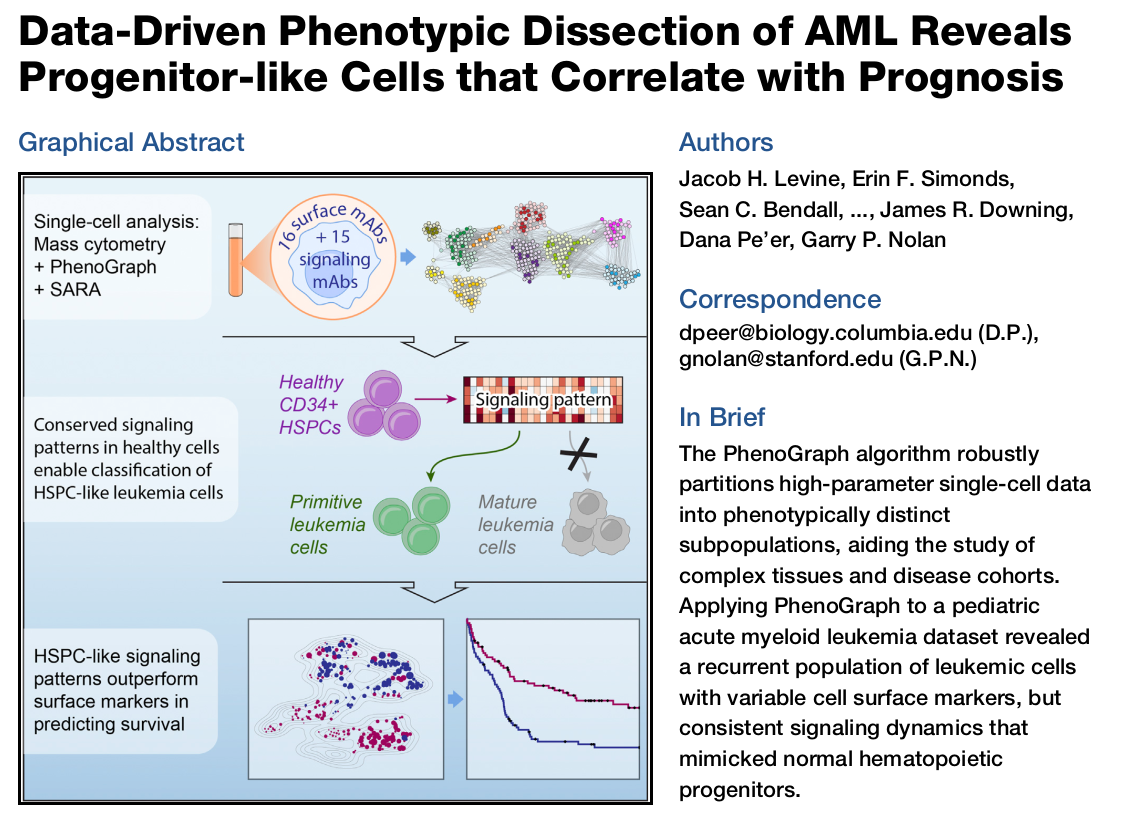 Data-Driven Phenotypic Dissection of AML Reveals
Progenitor-like Cells that Correlate with Prognosis
Graphical Abstract
Single-cell analysis:
Mass cytometry
+ PhenoGraph
+ SARA
16 surface mAbs
+ 15
signaling
mAbs
Healthy
CD34+
HSPCs
Signaling pattern
Conserved signaling
patterns in healthy cells
enable classification of
HSPC-like leukemia cells
Primitive
leukemia
cells
Mature
leukemia
cells
HSPC-like signaling
patterns outperform
surface markers in
predicting survival
Authors
Jacob H. Levine, Erin F. Simonds,
Sean C. Bendall, ..., James R. Downing,
Dana Pe’er, Garry P. Nolan
Correspondence
dpeer@biology.columbia.edu (D.P.),
gnolan@stanford.edu (G.P.N.)
In Brief
The PhenoGraph algorithm robustly
partitions high-parameter single-cell data
into phenotypically distinct
subpopulations, aiding the study of
complex tissues and disease cohorts.
Applying PhenoGraph to a pediatric
acute myeloid leukemia dataset revealed
a recurrent population of leukemic cells
with variable cell surface markers, but
consistent signaling dynamics that
mimicked normal hematopoietic
progenitors.